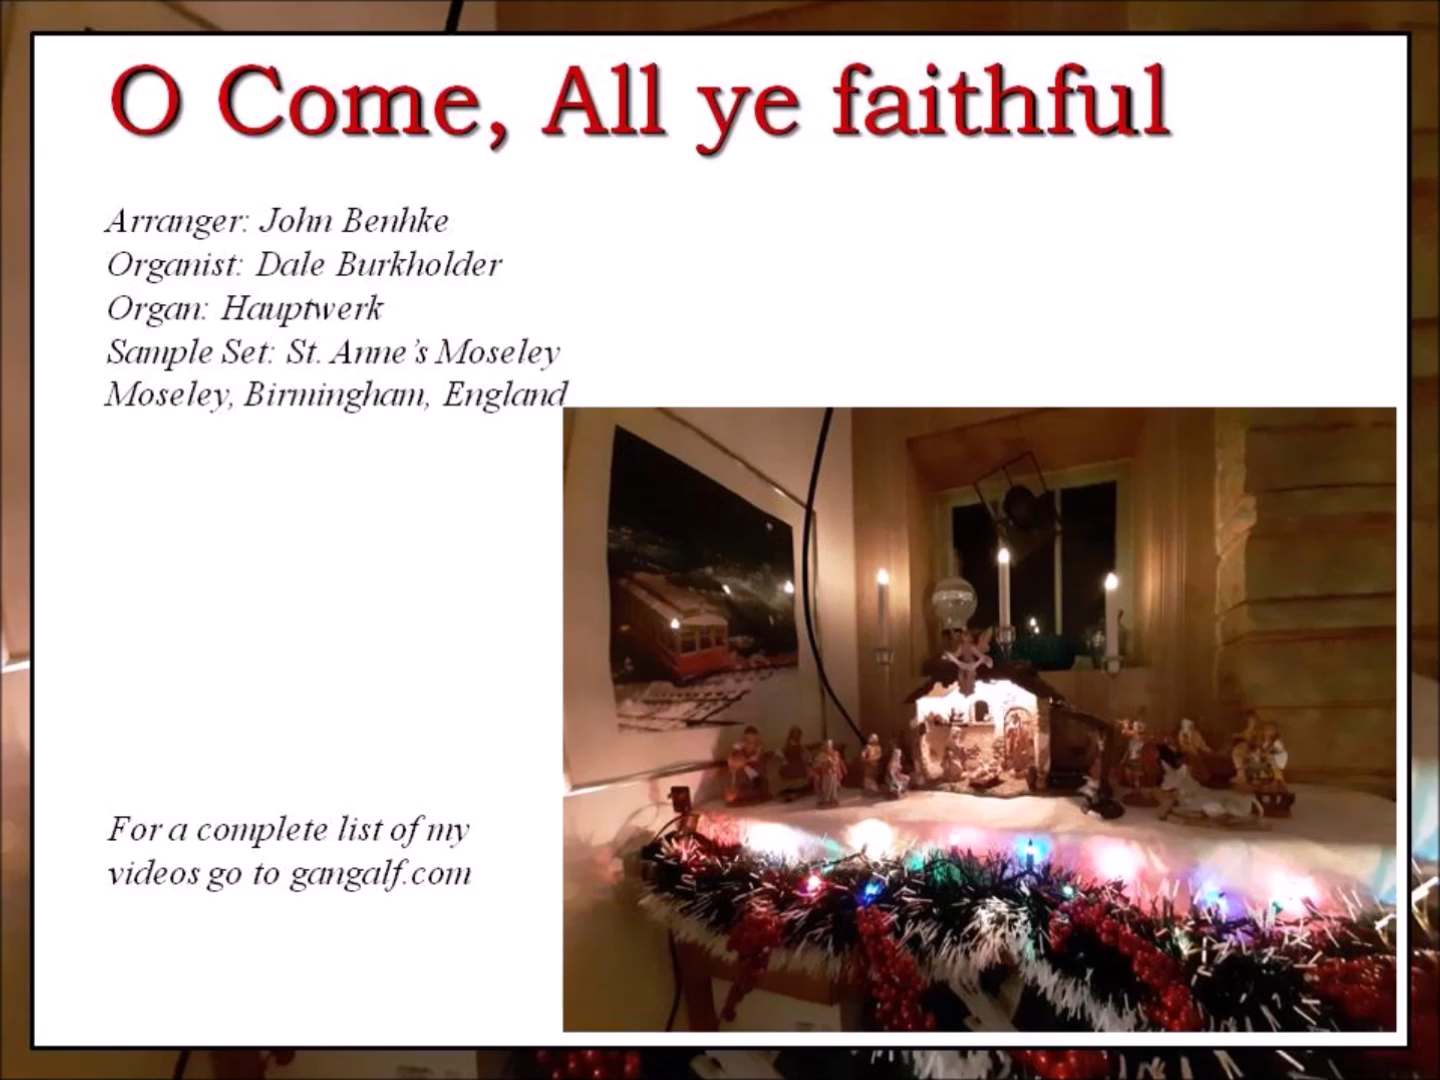 O Come, All ye faithful
Arranger: John Benhke
Organist: Dale Burkholder
Organ: Hauptwerk
Sample Set: St. Anne's Moseley
Moseley, Birmingham, England
For a complete list of my
videos go to gangalf.com